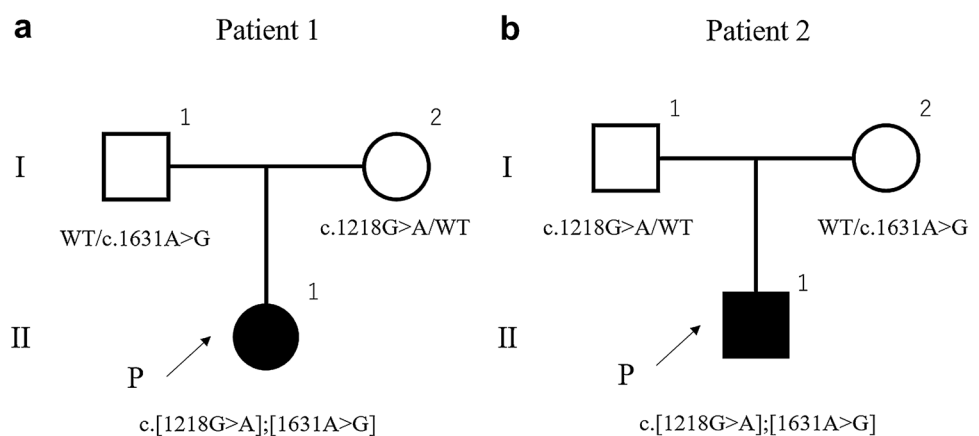 a Patient 1
1 2
I
WT/c.1631A>G c.1218G>A/WT
1
II
P
c.[1218G>A];[1631A>G]
b Patient 2
1 2
I
c.1218G>A/WT WT/c.1631A>G
1
II
P
c.[1218G>A];[1631A>G]